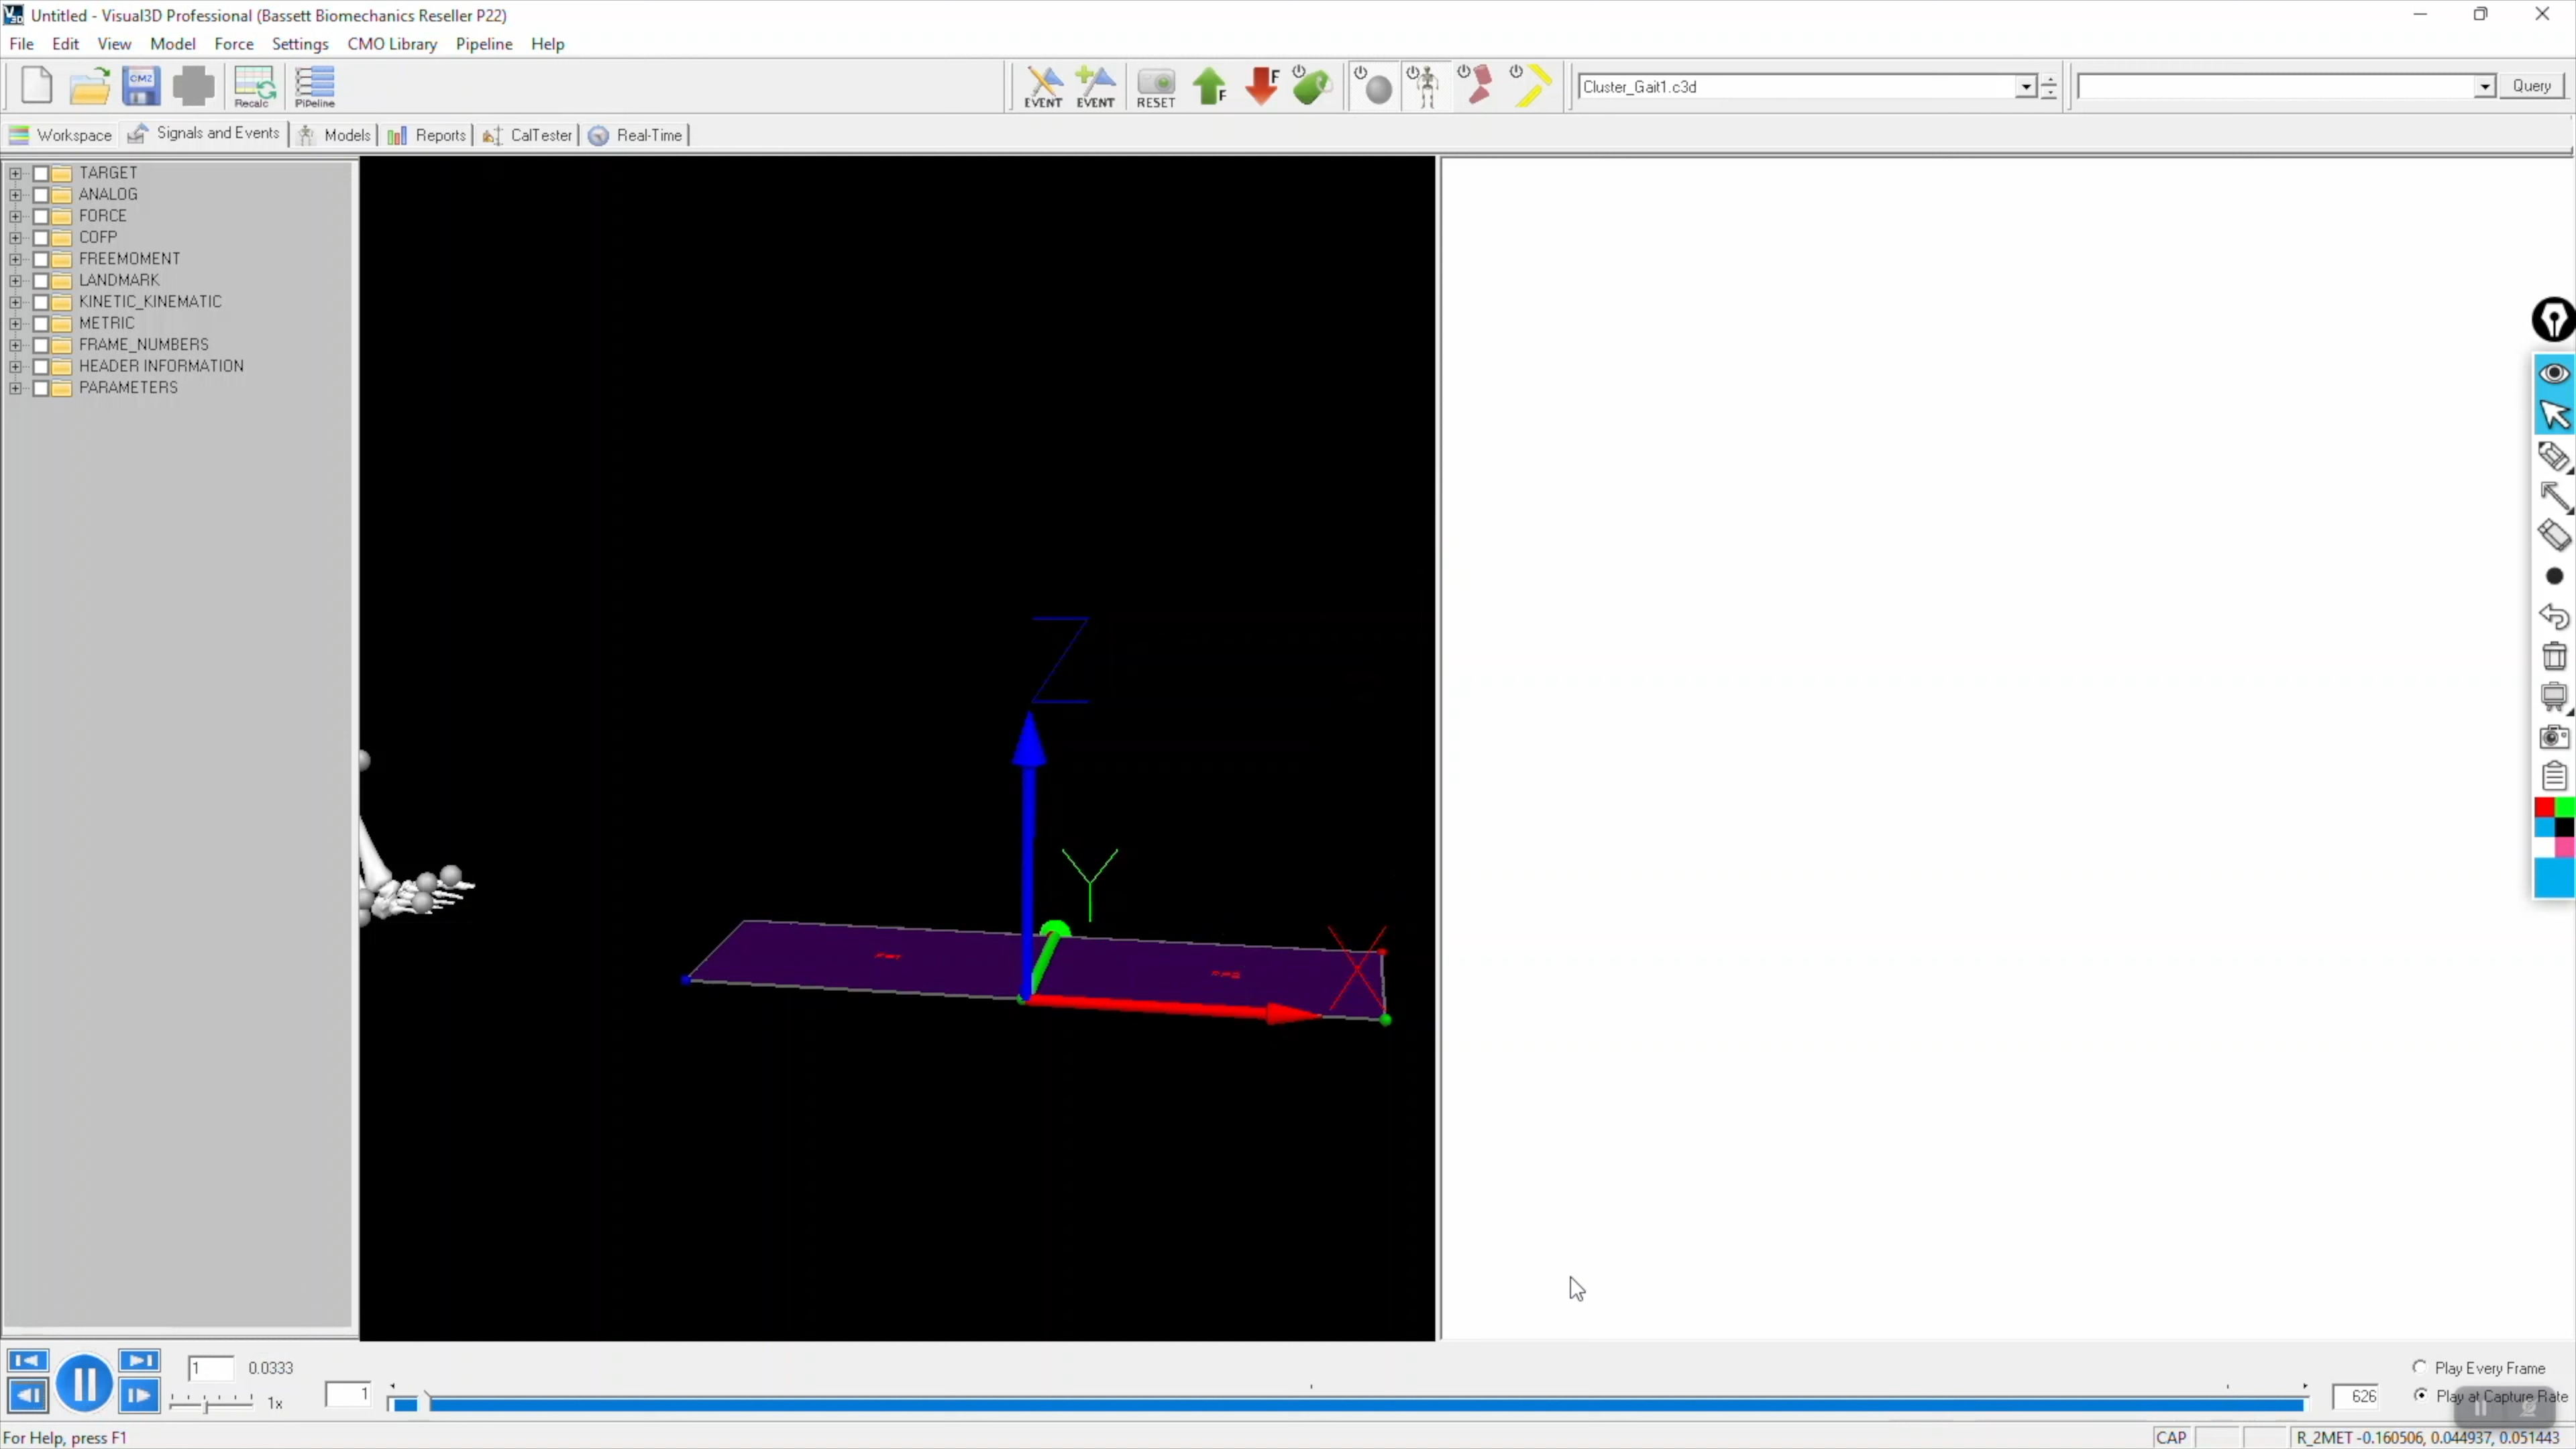 Untitled - Visual3D Professional (Bassett Biomechanics Reseller P22)
File Edit View Model Force Settings CMO Library Pipeline Help
CMZ
Recalc
PiPeline
EVENT
EVENT
RESET
F
F
Cluster_Gait1.c3d
Query
Workspace
Signals and Events
Models
Reports
CalTester
Real-Time
TARGET
ANALOG
FORCE
COFP
FREEMOMENT
LANDMARK
KINETIC_KINEMATIC
METRIC
FRAME_NUMBERS
HEADER INFORMATION
PARAMETERS
Z
Y
X
1
0.0333
1x
1
626
Play Every Frame
Play at Capture Rate
For Help, press F1
CAP
R_2MET -0.160506, 0.044937, 0.051443